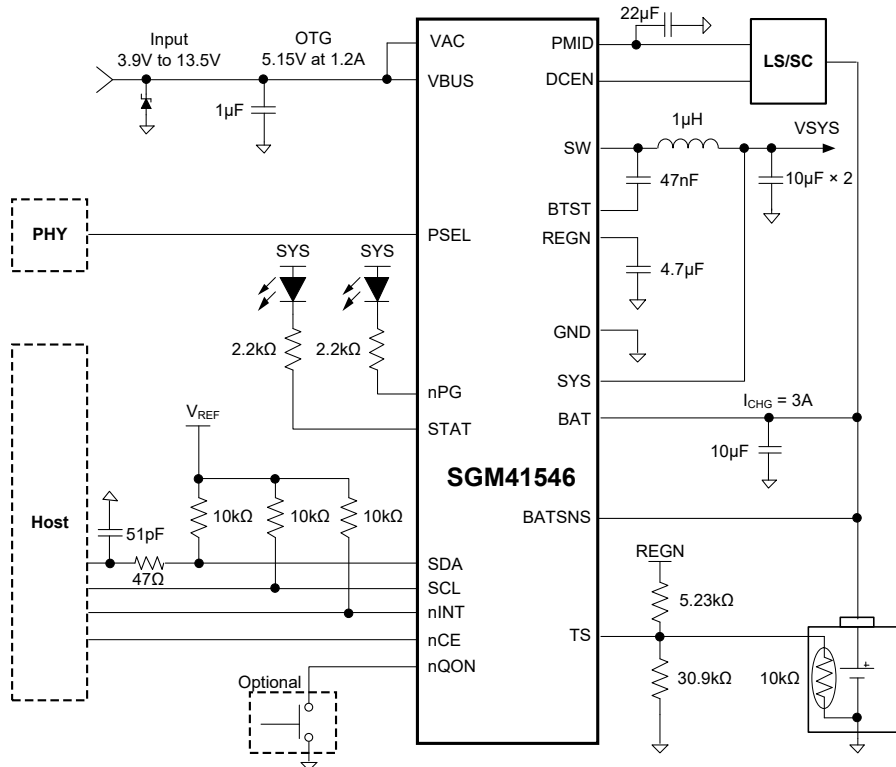 Input
3.9V to 13.5V
OTG
5.15V at 1.2A
1µF
VAC
VBUS
PHY
PSEL
SYS
SYS
2.2kΩ
2.2kΩ
nPG
STAT
VREF
Host
51pF
47Ω
10kΩ
10kΩ
10kΩ
SDA
SCL
nINT
nCE
nQON
Optional
SGM41546
PMID
DCEN
22µF
LS/SC
SW
1µH
VSYS
47nF
10µF × 2
BTST
REGN
4.7µF
GND
SYS
BAT
ICHG = 3A
10µF
BATSNS
REGN
5.23kΩ
TS
30.9kΩ
10kΩ
+